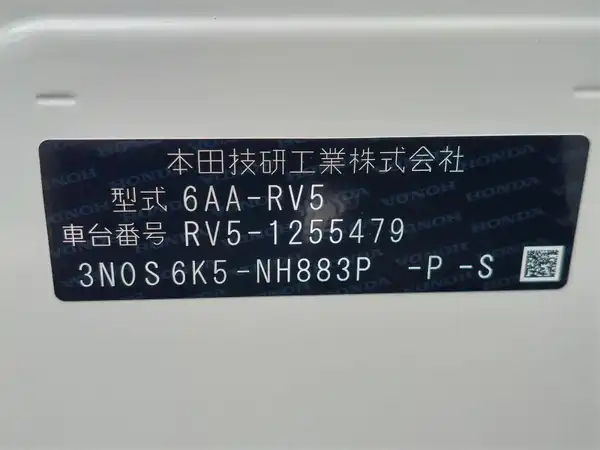 本田技研工業株式会社
型式 6AA-RV5
車台番号 RV5-1255479
3N0S6K5-NH883P -P -S